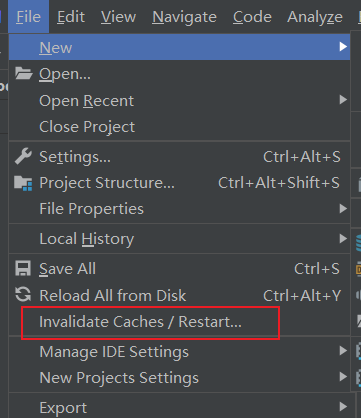 File Edit View Navigate Code Analyze
New
Open...
Open Recent
Close Project
Settings... Ctrl+Alt+S
Project Structure... Ctrl+Alt+Shift+S
File Properties
Local History
Save All Ctrl+S
Reload All from Disk Ctrl+Alt+Y
Invalidate Caches / Restart...
Manage IDE Settings
New Projects Settings
Export